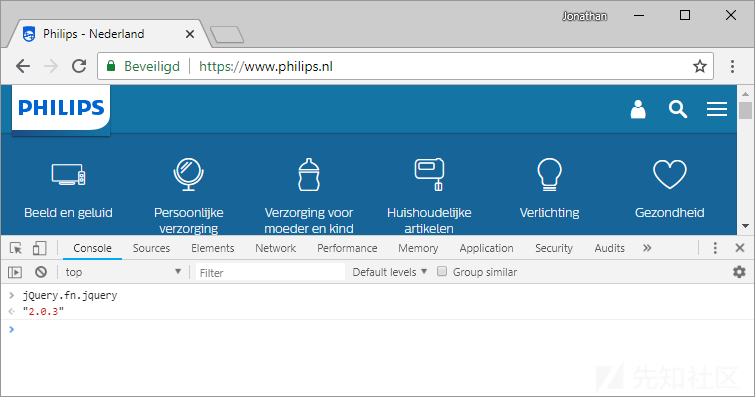 Jonathan
Philips - Nederland
Beveiligd
https://www.philips.nl
PHILIPS
Beeld en geluid
Persoonlijke
verzorging
Verzorging voor
moeder en kind
Huishoudelijke
artikelen
Verlichting
Gezondheid
Console Sources Elements Network Performance Memory Application Security Audits »
top Filter Default levels Group similar
jQuery.fn.jquery
"2.0.3"
先知社区